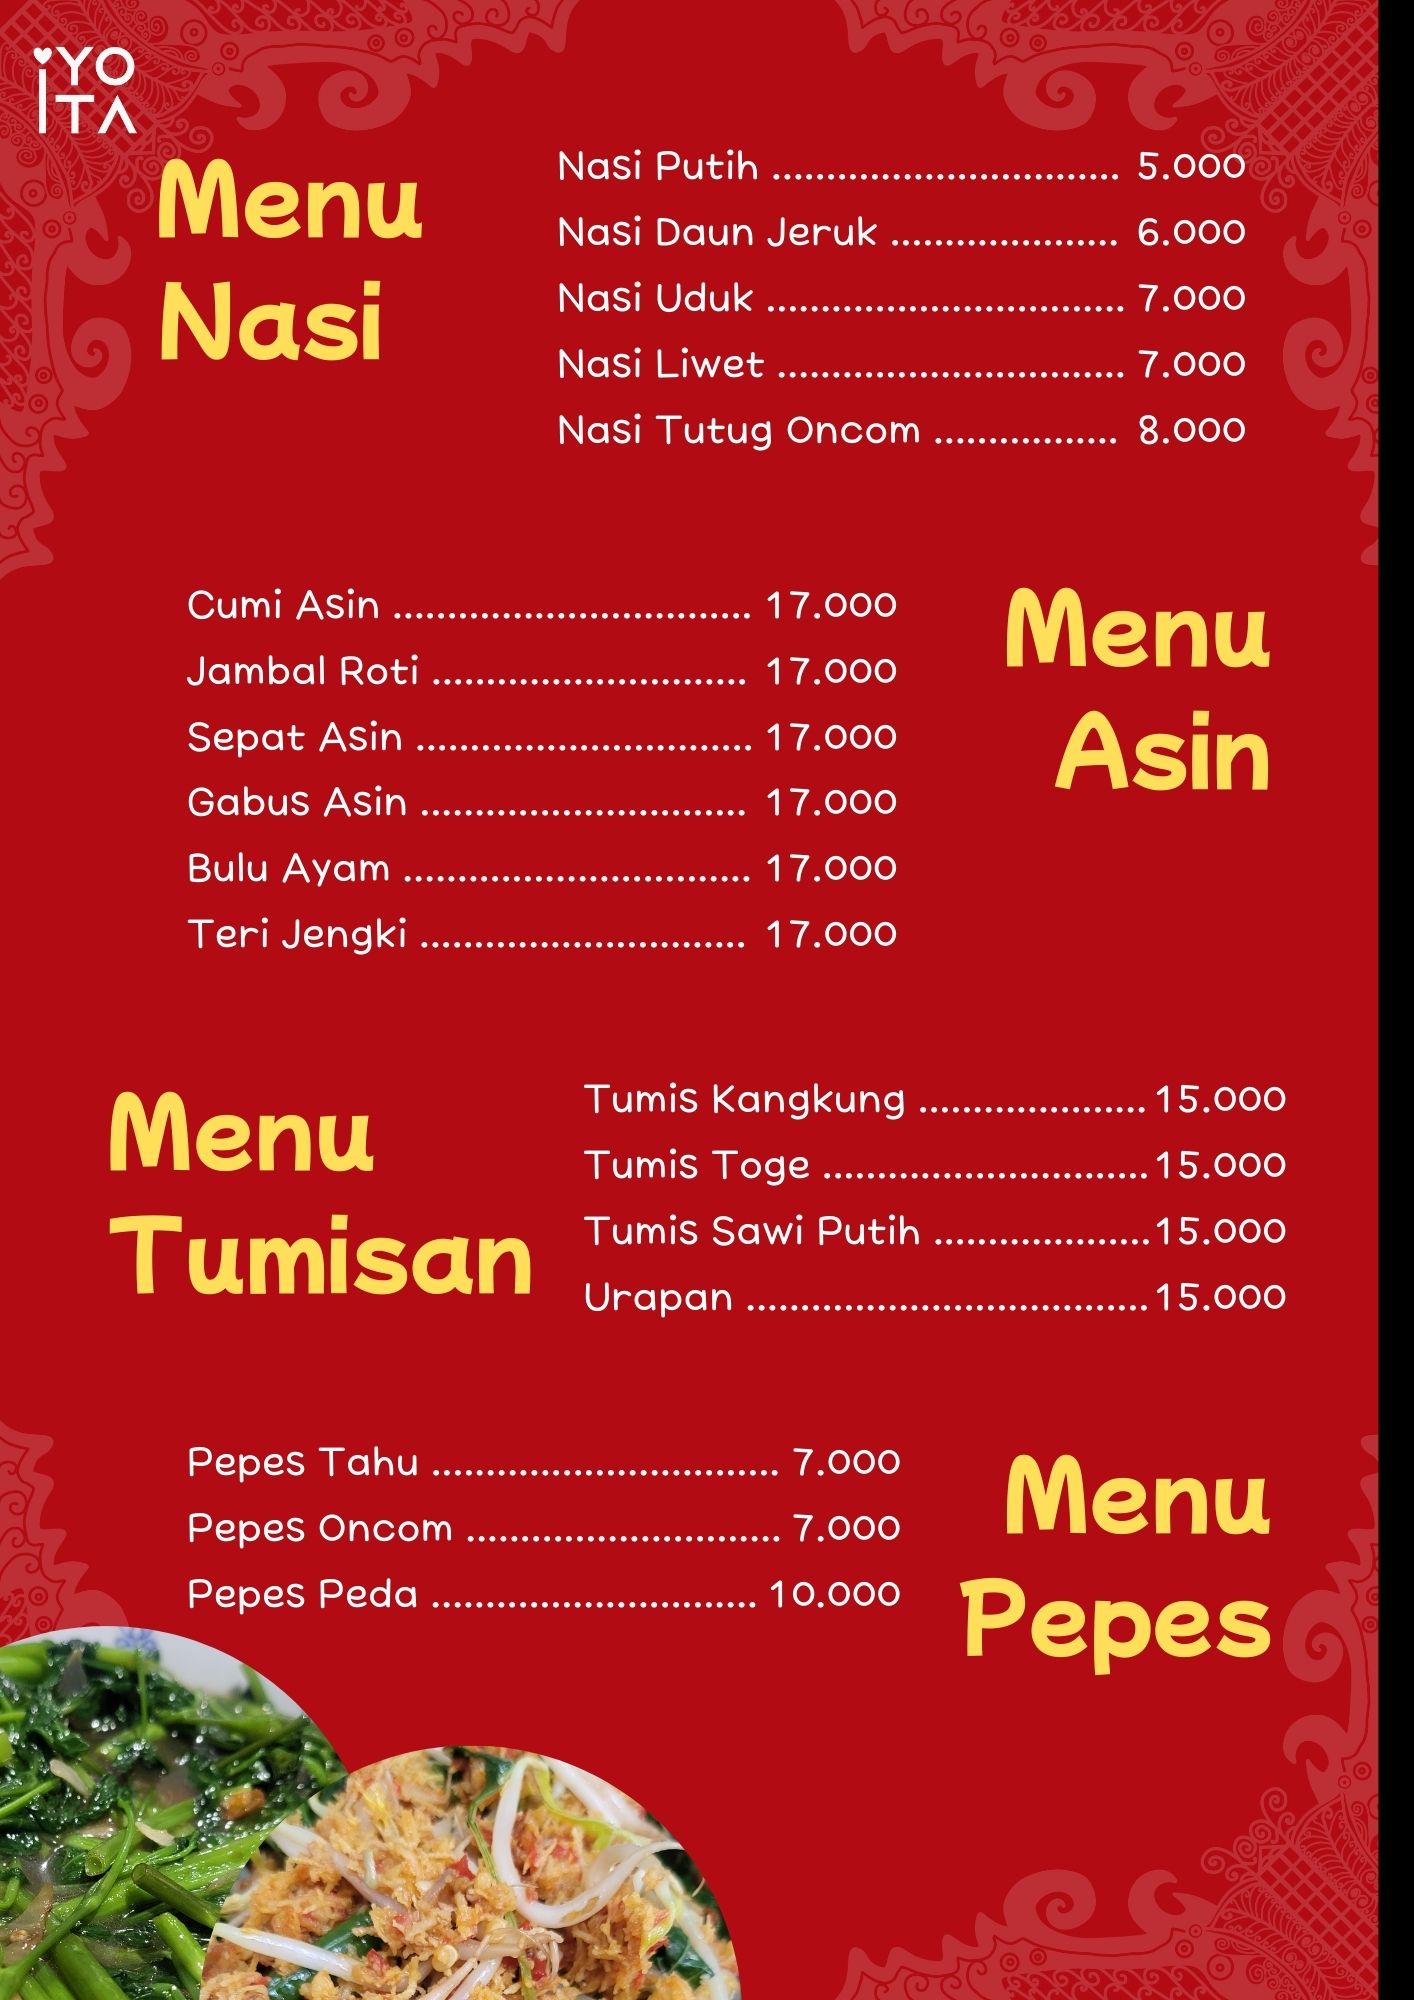 iYO
ITA
Menu
Nasi
Nasi Putih ................................ 5.000
Nasi Daun Jeruk ..................... 6.000
Nasi Uduk ................................. 7.000
Nasi Liwet ................................ 7.000
Nasi Tutug Oncom ................. 8.000
Menu
Asin
Cumi Asin ................................. 17.000
Jambal Roti ............................. 17.000
Sepat Asin ............................... 17.000
Gabus Asin .............................. 17.000
Bulu Ayam ................................ 17.000
Teri Jengki .............................. 17.000
Menu
Tumisan
Tumis Kangkung ..................... 15.000
Tumis Toge .............................. 15.000
Tumis Sawi Putih .................... 15.000
Urapan ..................................... 15.000
Menu
Pepes
Pepes Tahu ................................ 7.000
Pepes Oncom ............................. 7.000
Pepes Peda .............................. 10.000